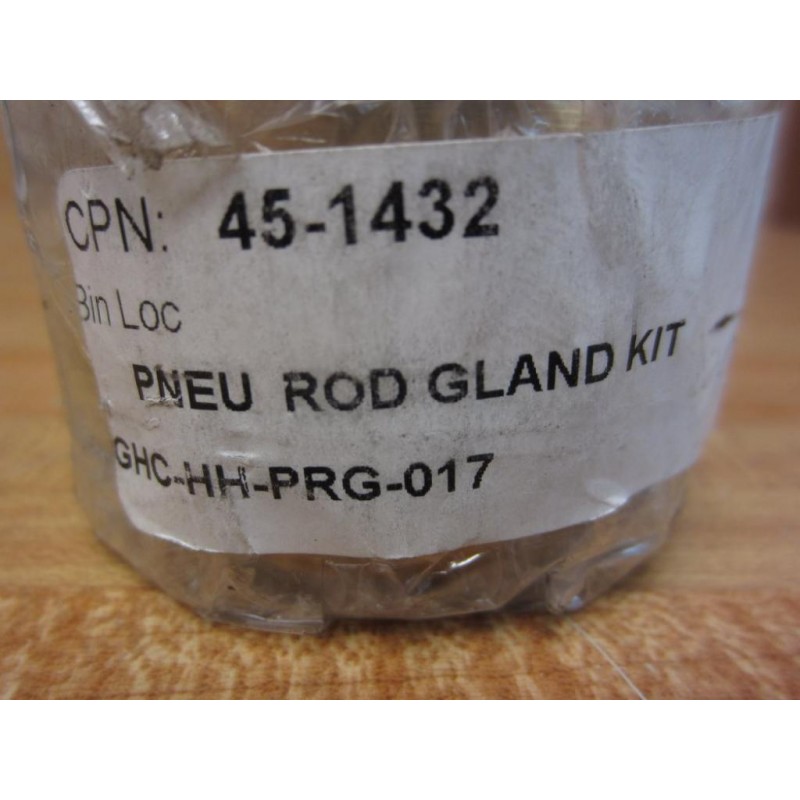 CPN: 45-1432
Bin Loc
PNEU ROD GLAND KIT
GHC-HH-PRG-017